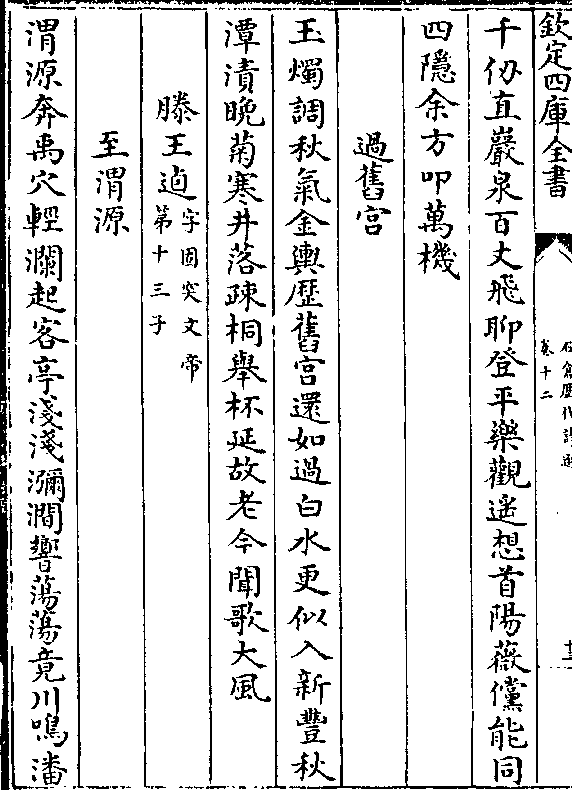 欽定四庫全書
石倉歷代詩選
卷十二
千仞直巖泉百丈飛聊登平樂觀遥想首陽薇儻能同
四隱余方叩萬機
過舊宫
玉燭調秋氣金輿歴舊宫還如過白水更似入新豐秋
潭漬晩菊寒井落疎桐舉杯延故老今聞歌大風
滕王逌字固突文帝
第十三子
至渭源
渭源奔禹穴輕瀾起客亭淺淺瀰澗響蕩蕩竟川鳴潘